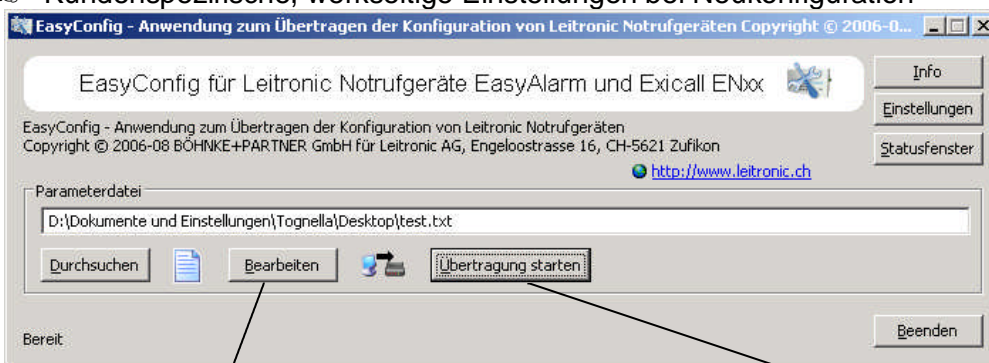 Kundenspezifische, werkseitige Einstellungen bei Neukonfiguration
EasyConfig - Anwendung zum Übertragen der Konfiguration von Leitronic Notrufgeräten Copyright © 2006-0...
EasyConfig für Leitronic Notrufgeräte EasyAlarm und Exicall ENxx
Info
Einstellungen
EasyConfig - Anwendung zum Übertragen der Konfiguration von Leitronic Notrufgeräten
Copyright © 2006-08 BÖHNKE+PARTNER GmbH für Leitronic AG, Engeloostrasse 16, CH-5621 Zufikon
Statusfenster
http://www.leitronic.ch
Parameterdatei
D:\Dokumente und Einstellungen\Tognella\Desktop\test.txt
Durchsuchen
Bearbeiten
Übertragung starten
Bereit
Beenden